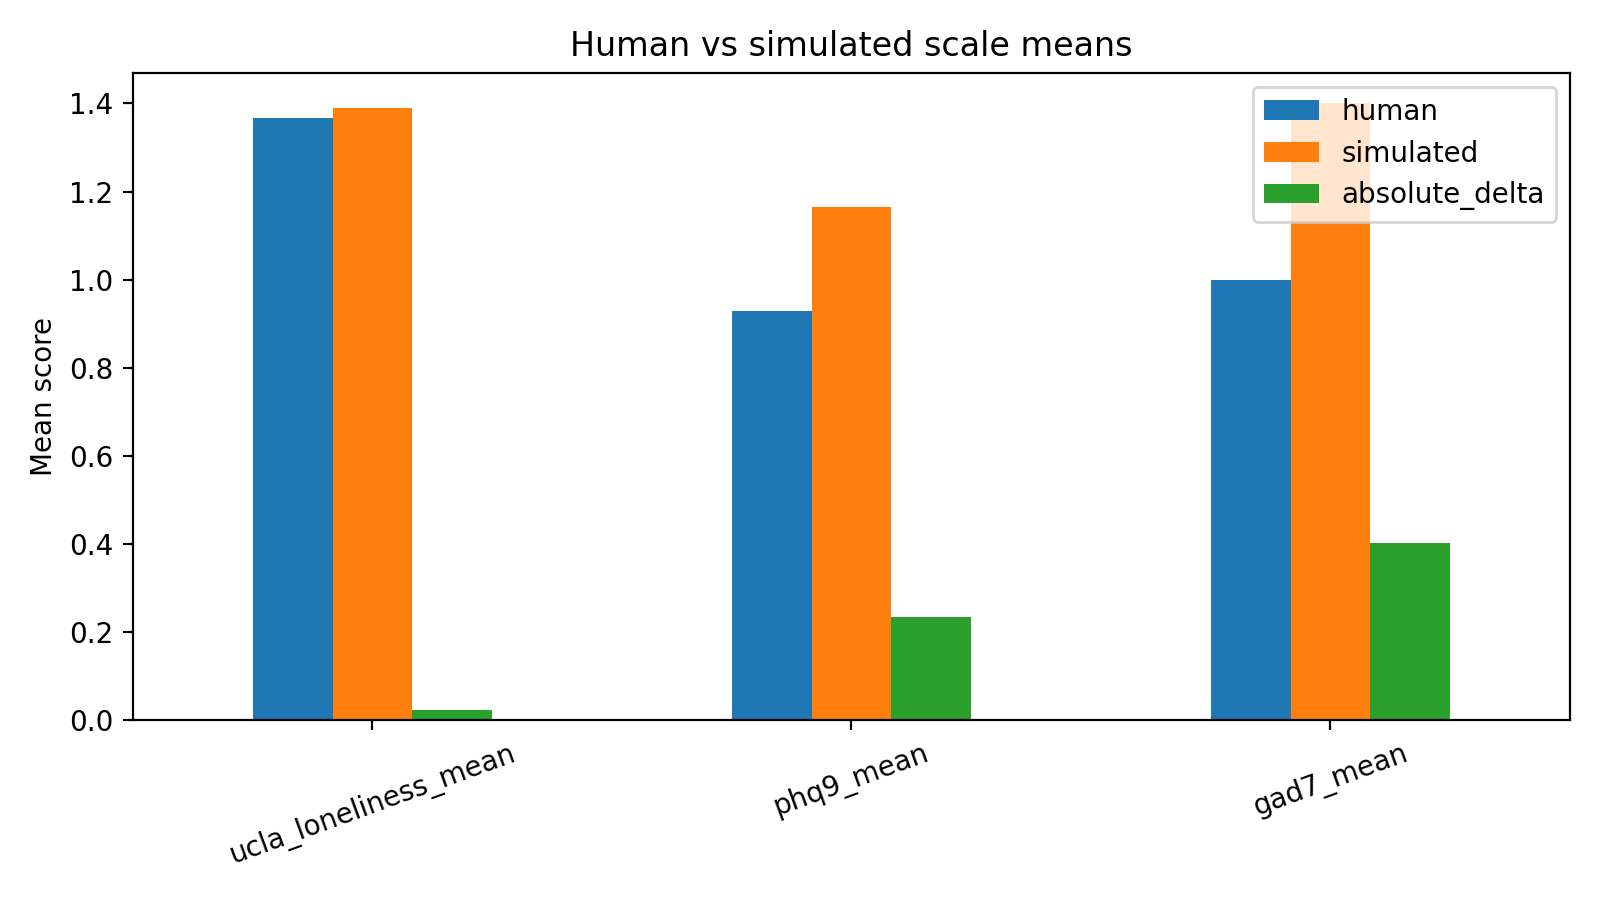 Human vs simulated scale means
Mean score
1.4
1.2
1.0
0.8
0.6
0.4
0.2
0.0
human
simulated
absolute_delta
ucla_loneliness_mean
phq9_mean
gad7_mean